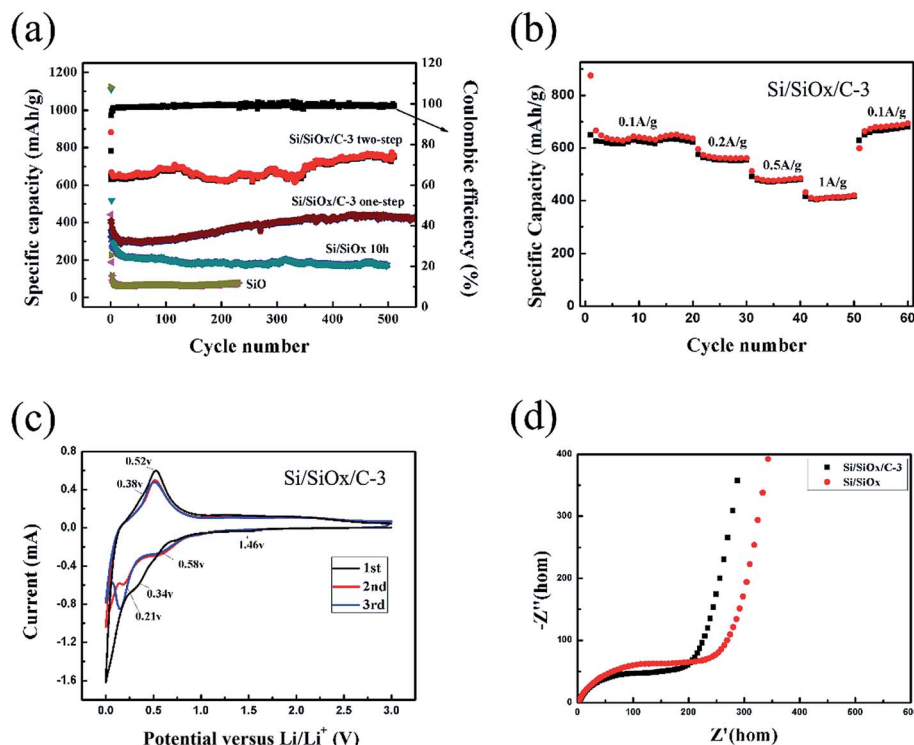 (a)
Specific capacity (mAh/g)
1200
1000
800
600
400
200
0
120
100
80
60
40
20
0
Coulombic efficiency (%)
Si/SiOx/C-3 two-step
Si/SiOx/C-3 one-step
Si/SiOx 10h
SiO
0 100 200 300 400 500
Cycle number
(b)
Specific Capacity (mAh/g)
Si/SiOx/C-3
800
600
400
200
0
0.1A/g
0.2A/g
0.5A/g
1A/g
0.1A/g
0 10 20 30 40 50 60
Cycle number
(c)
Current (mA)
Si/SiOx/C-3
0.8
0.4
0.0
-0.4
-0.8
-1.2
-1.6
0.52v
0.38v
1.46v
0.58v
0.34v
0.21v
1st
2nd
3rd
0.0 0.5 1.0 1.5 2.0 2.5 3.0
Potential versus Li/Li+ (V)
(d)
-Z''(hom)
400
300
200
100
0
Si/SiOx/C-3
Si/SiOx
0 100 200 300 400 500 600
Z'(hom)